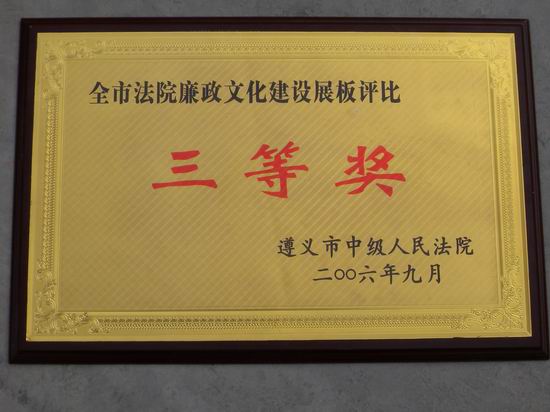 全市法院廉政文化建设展板评比
三等奖
遵义市中级人民法院
二〇〇六年九月